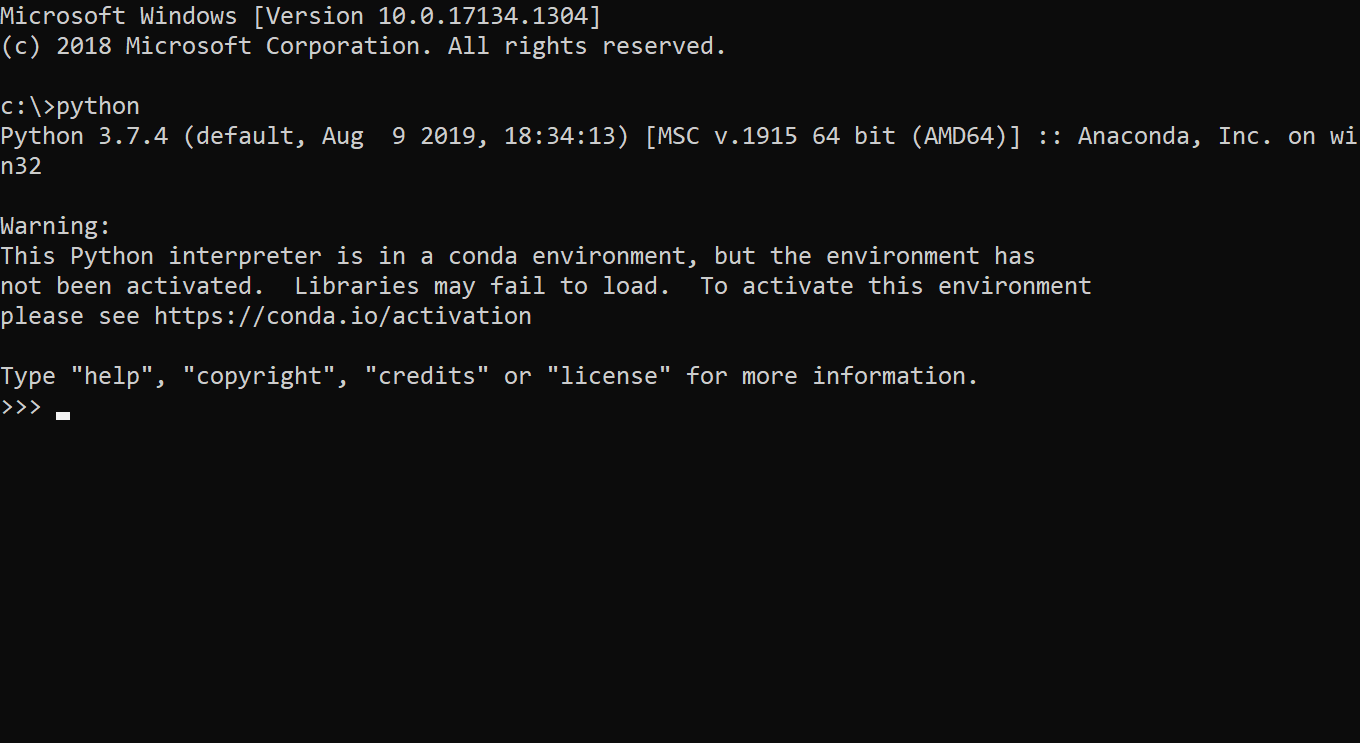 Microsoft Windows [Version 10.0.17134.1304]
(c) 2018 Microsoft Corporation. All rights reserved.
c:\>python
Python 3.7.4 (default, Aug  9 2019, 18:34:13) [MSC v.1915 64 bit (AMD64)] :: Anaconda, Inc. on wi
n32
Warning:
This Python interpreter is in a conda environment, but the environment has
not been activated.  Libraries may fail to load.  To activate this environment
please see https://conda.io/activation
Type "help", "copyright", "credits" or "license" for more information.
>>>